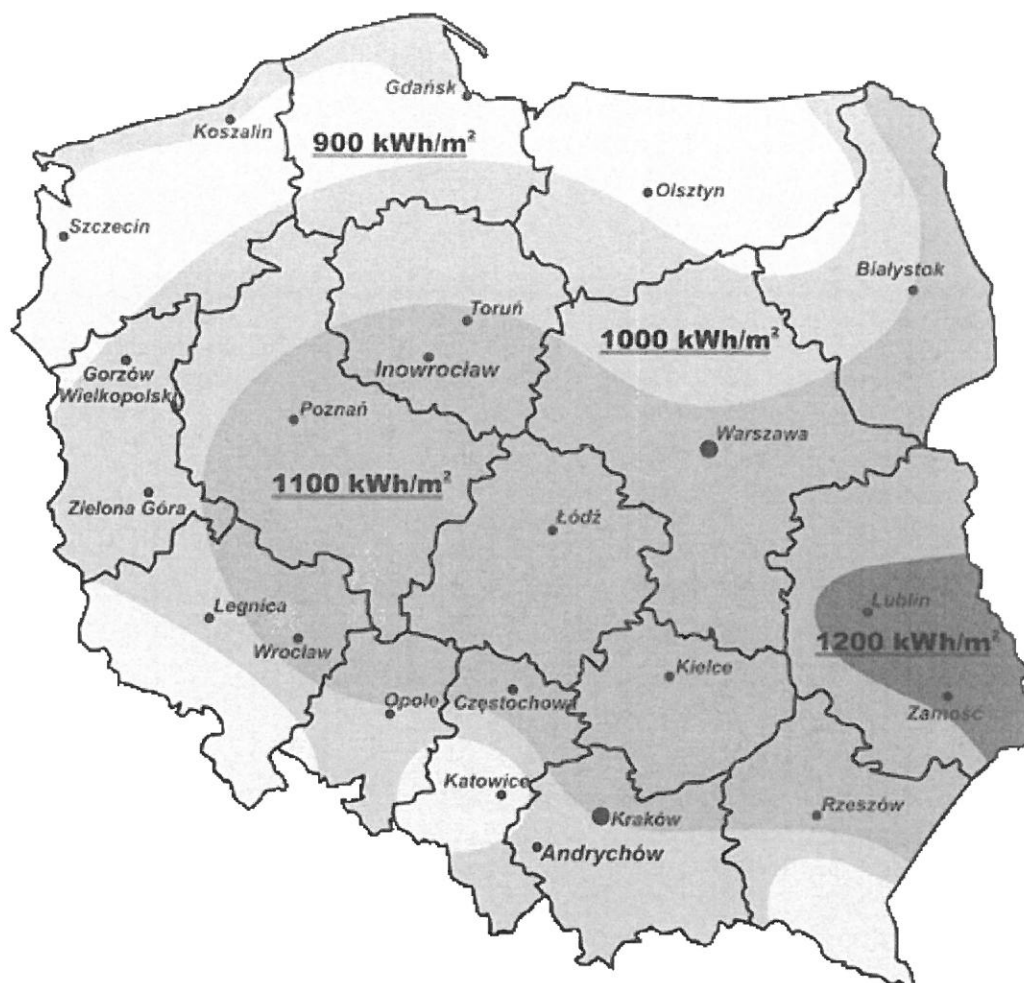 Gdańsk
Koszalin
900 kWh/m²
Olsztyn
Szczecin
Białystok
Toruń
1000 kWh/m²
Inowrocław
Gorzów
Wielkopolski
Poznań
Warszawa
1100 kWh/m²
Zielona Góra
Łódź
Legnica
Lublin
Wrocław
1200 kWh/m²
Kielce
Opole
Częstochowa
Zamość
Katowice
Rzeszów
Kraków
Andrychów